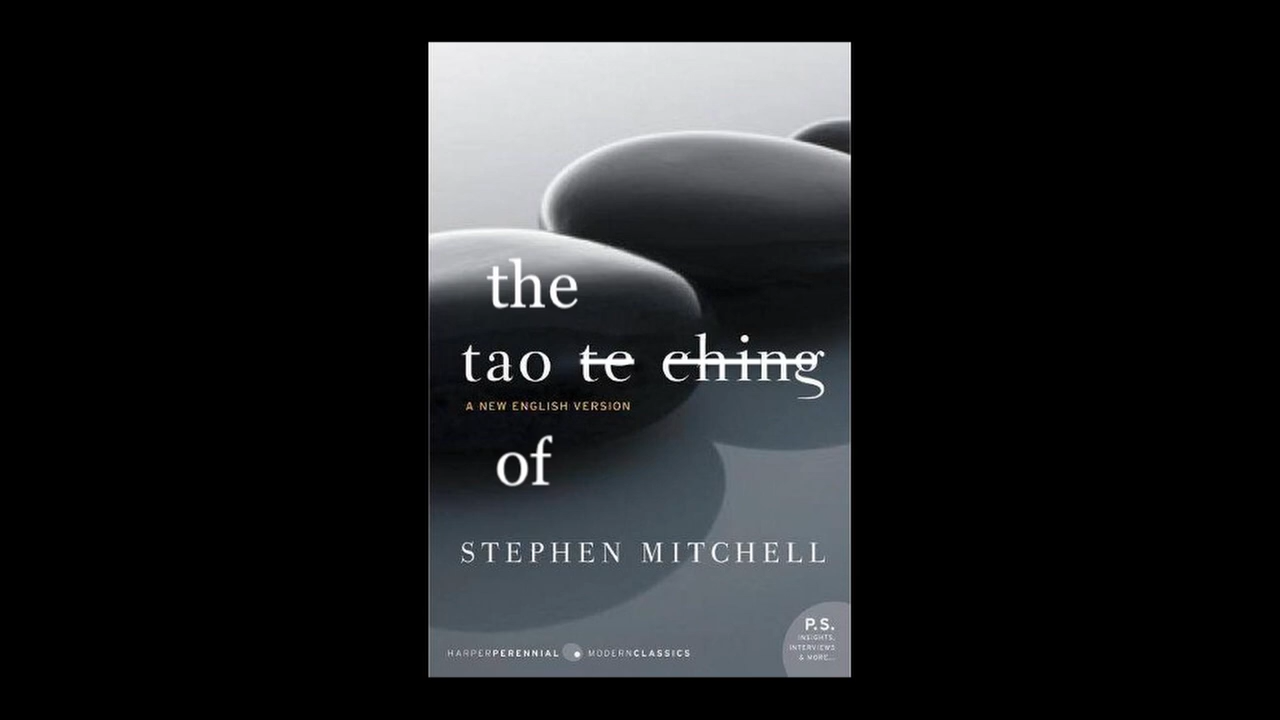 the
tao te ching
A NEW ENGLISH VERSION
of
STEPHEN MITCHELL
P.S.
INSIGHTS,
INTERVIEWS
& MORE...
HARPERPERENNIAL MODERNCLASSICS